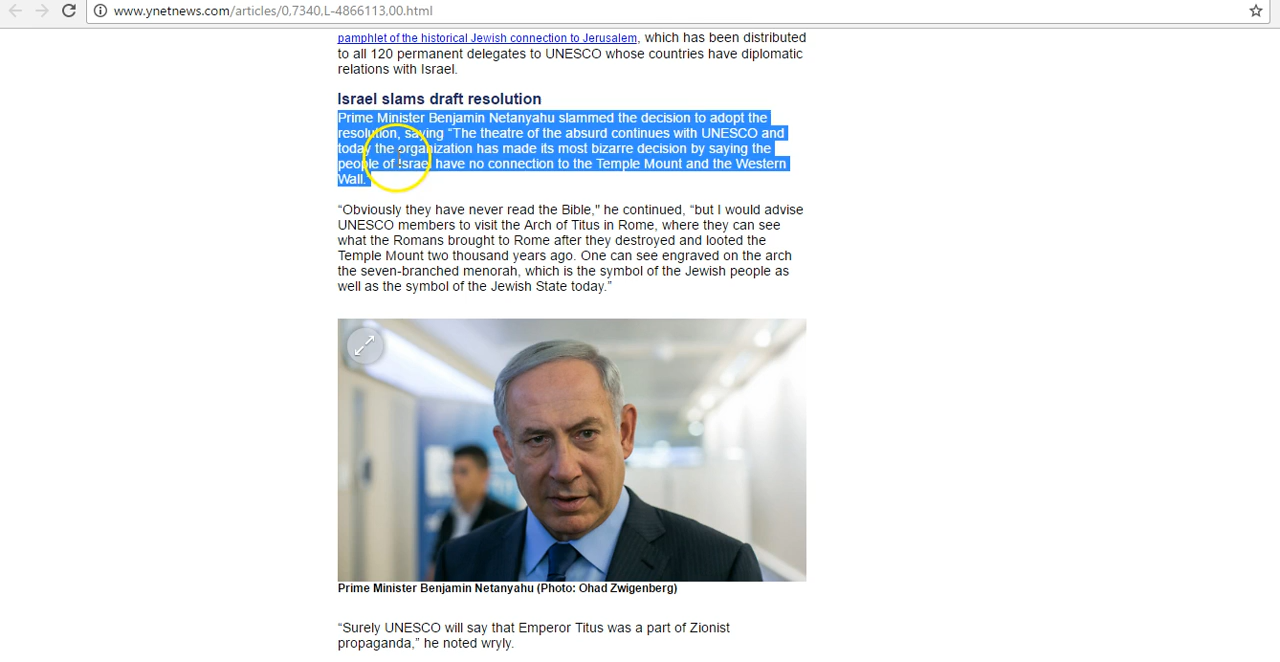 www.ynetnews.com/articles/0,7340,L-4866113,00.html
pamphlet of the historical Jewish connection to Jerusalem, which has been distributed
to all 120 permanent delegates to UNESCO whose countries have diplomatic
relations with Israel.
Israel slams draft resolution
Prime Minister Benjamin Netanyahu slammed the decision to adopt the
resolution, saying “The theatre of the absurd continues with UNESCO and
today the organization has made its most bizarre decision by saying the
people of Israel have no connection to the Temple Mount and the Western
Wall.”
“Obviously they have never read the Bible," he continued, “but I would advise
UNESCO members to visit the Arch of Titus in Rome, where they can see
what the Romans brought to Rome after they destroyed and looted the
Temple Mount two thousand years ago. One can see engraved on the arch
the seven-branched menorah, which is the symbol of the Jewish people as
well as the symbol of the Jewish State today.”
Prime Minister Benjamin Netanyahu (Photo: Ohad Zwigenberg)
“Surely UNESCO will say that Emperor Titus was a part of Zionist
propaganda,” he noted wryly.